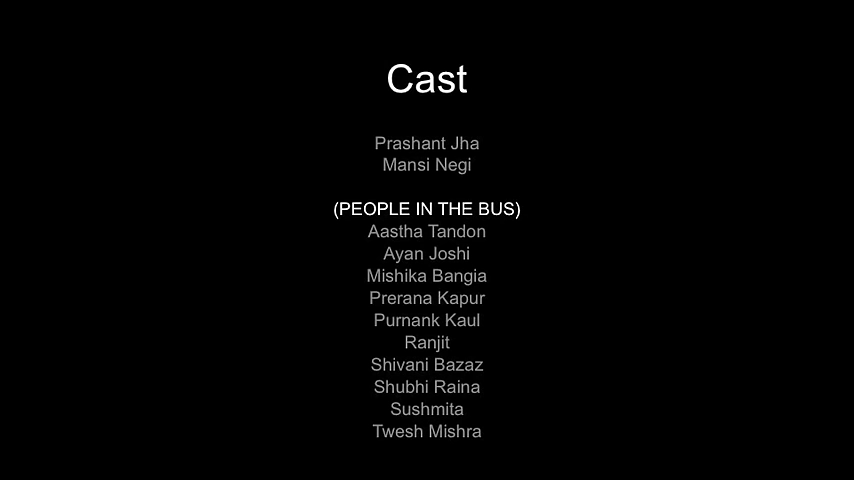 Cast
Prashant Jha
Mansi Negi
(PEOPLE IN THE BUS)
Aastha Tandon
Ayan Joshi
Mishika Bangia
Prerana Kapur
Purnank Kaul
Ranjit
Shivani Bazaz
Shubhi Raina
Sushmita
Twesh Mishra